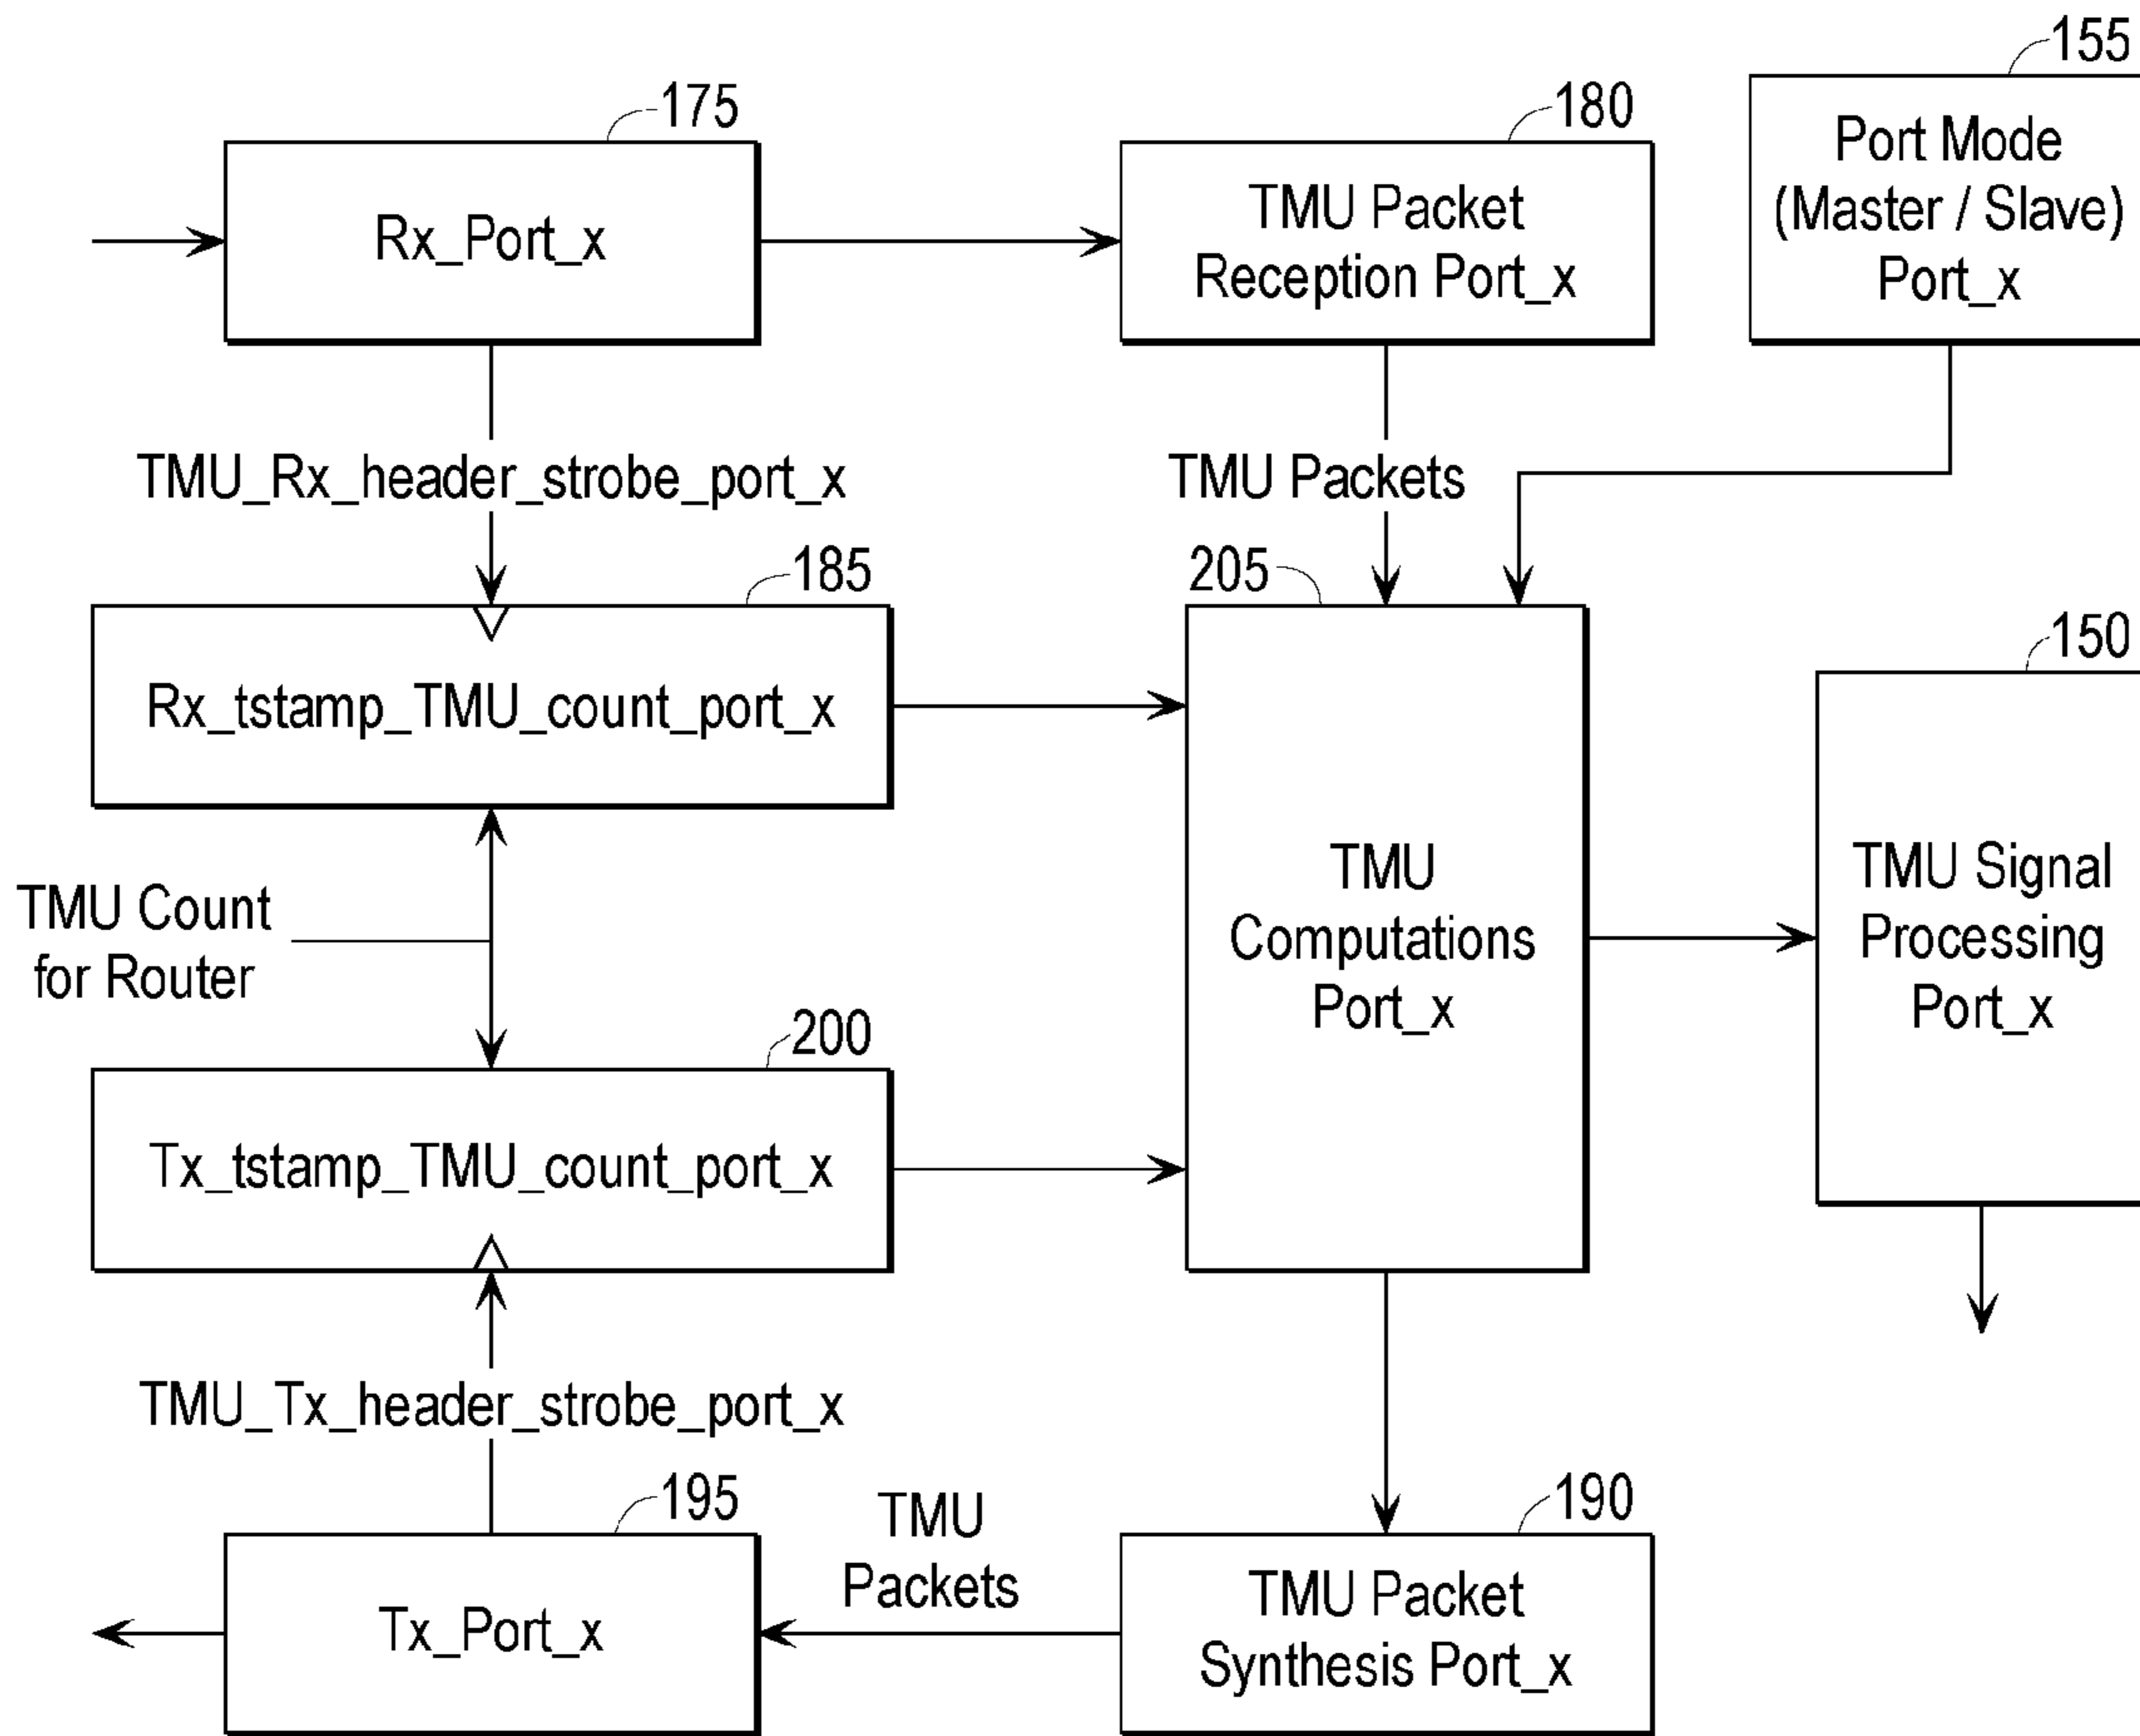 155
175
180
Port Mode
(Master / Slave)
Port_x
Rx_Port_x
TMU Packet
Reception Port_x
TMU_Rx_header_strobe_port_x
TMU Packets
185
205
150
Rx_tstamp_TMU_count_port_x
TMU Count
for Router
TMU
Computations
Port_x
TMU Signal
Processing
Port_x
200
Tx_tstamp_TMU_count_port_x
TMU_Tx_header_strobe_port_x
195
TMU
Packets
190
Tx_Port_x
TMU Packet
Synthesis Port_x